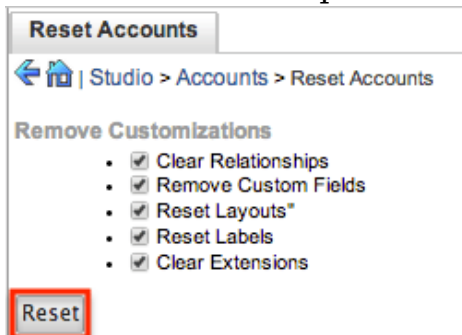 Reset Accounts
| Studio > Accounts > Reset Accounts
Remove Customizations
• Clear Relationships
• Remove Custom Fields
• Reset Layouts*
• Reset Labels
• Clear Extensions
Reset